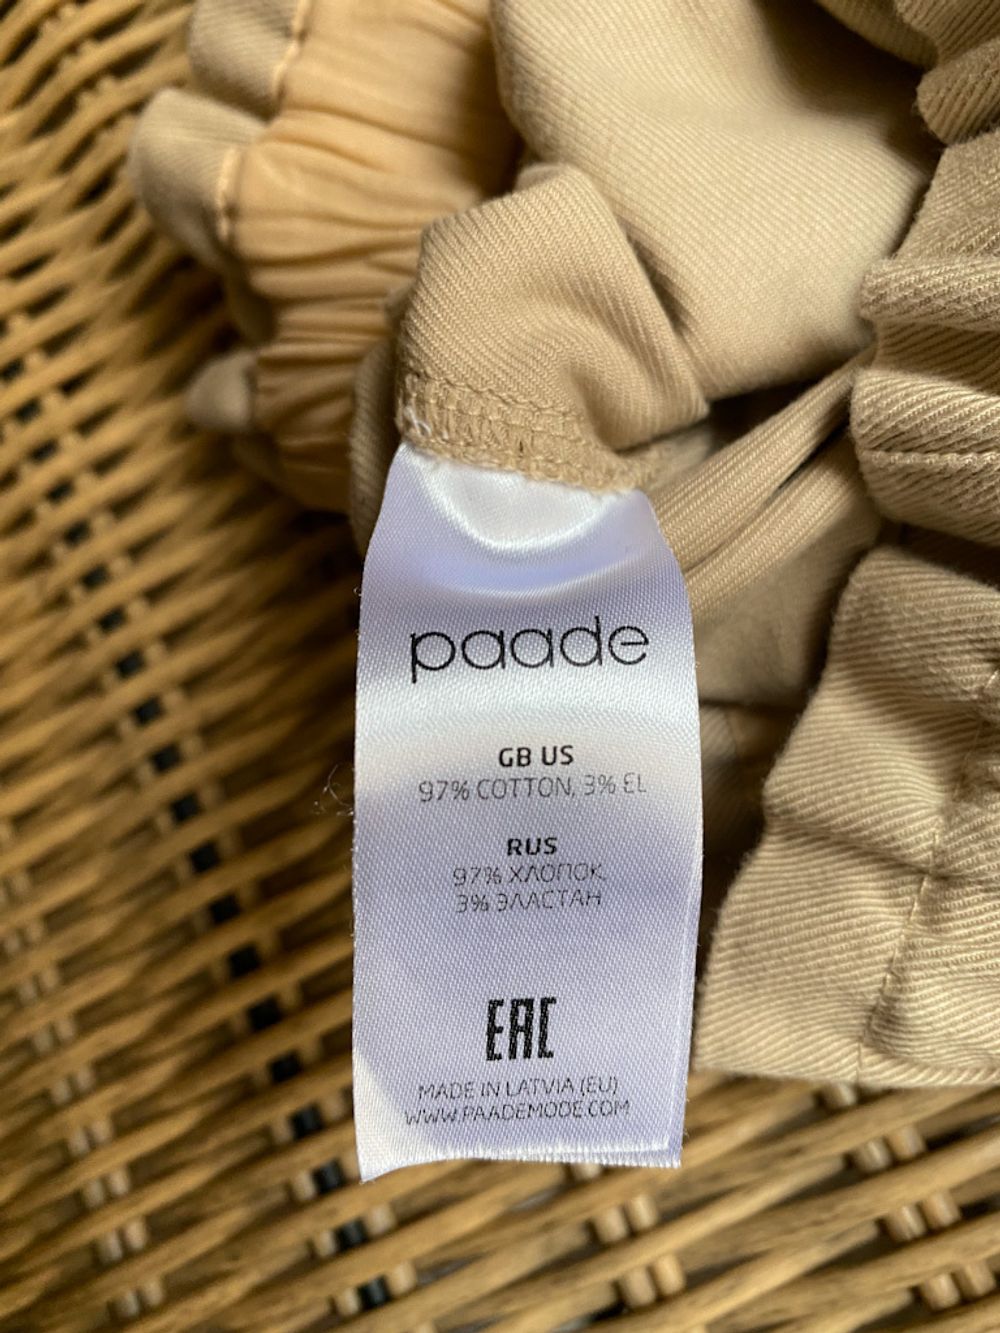 paade
GB US
97% COTTON, 3% EL
RUS
97% ХЛОПОК,
3% ЭЛАСТАН
EAC
MADE IN LATVIA (EU)
WWW.PAADEMODE.COM